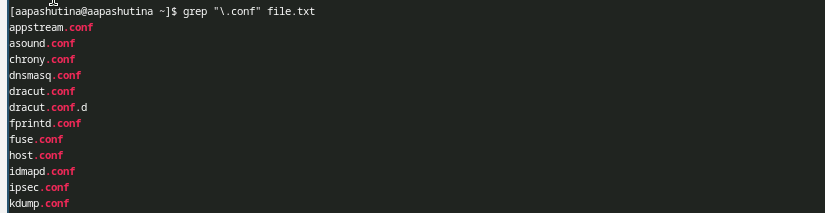 [aapashutina@aapashutina ~]$ grep "\.conf" file.txt
appstream.conf
asound.conf
chrony.conf
dnsmasq.conf
dracut.conf
dracut.conf.d
fprintd.conf
fuse.conf
host.conf
idmapd.conf
ipsec.conf
kdump.conf